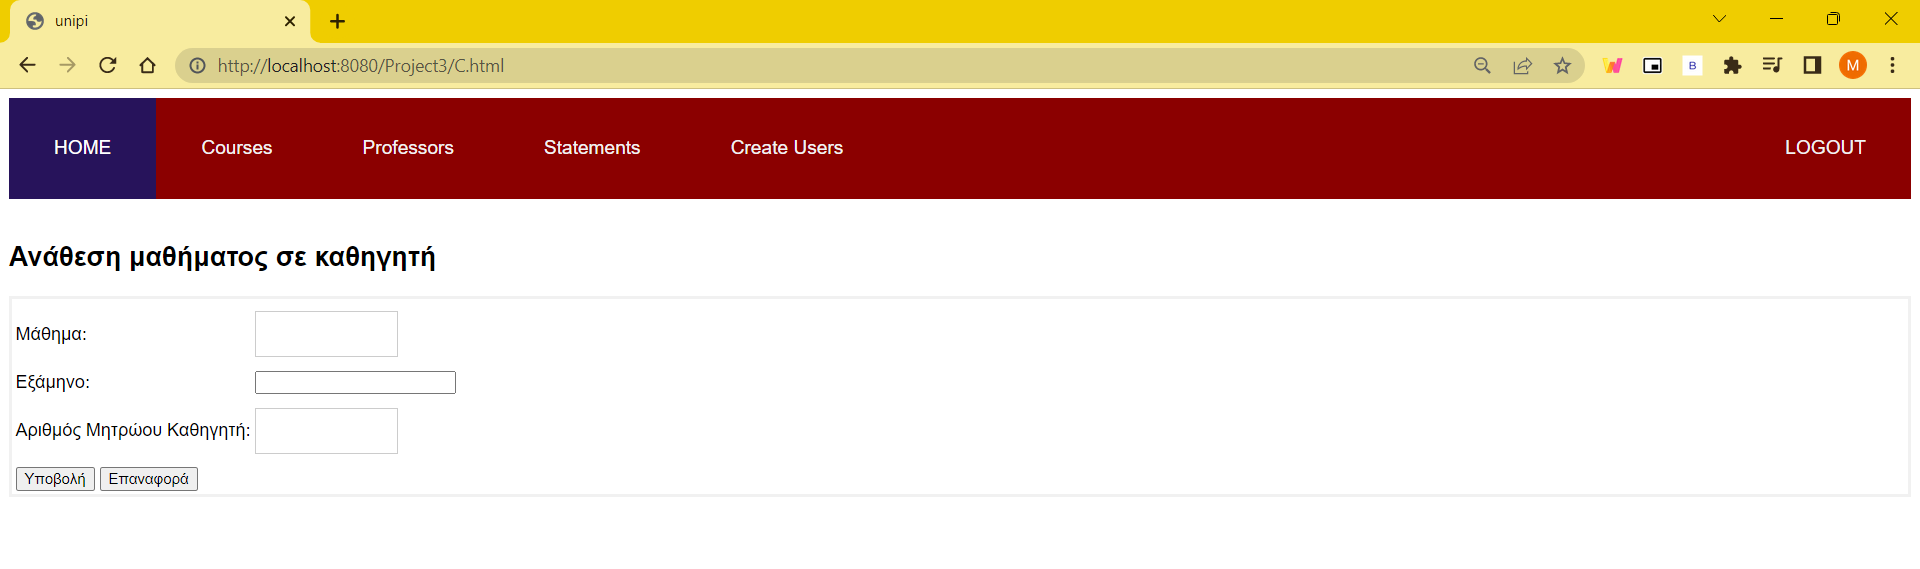 unipi
http://localhost:8080/Project3/C.html
B
M
HOME Courses Professors Statements Create Users LOGOUT
Ανάθεση μαθήματος σε καθηγητή
Μάθημα:
Εξάμηνο:
Αριθμός Μητρώου Καθηγητή:
Υποβολή Επαναφορά